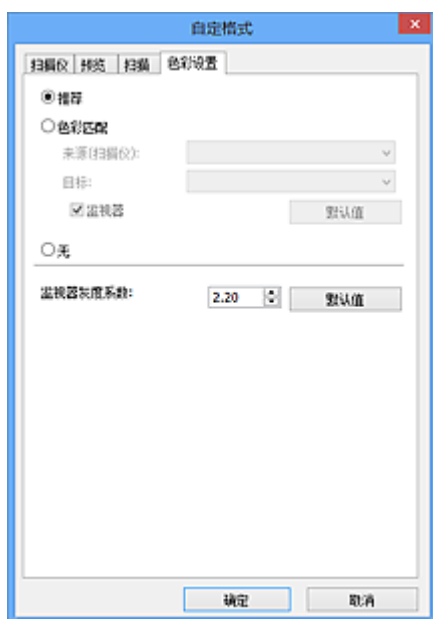 自定格式
扫描仪 预览 扫描 色彩设置
推荐
色彩匹配
来源(扫描仪):
目标:
监视器 默认值
无
监视器灰度系数: 2.20 默认值
确定 取消